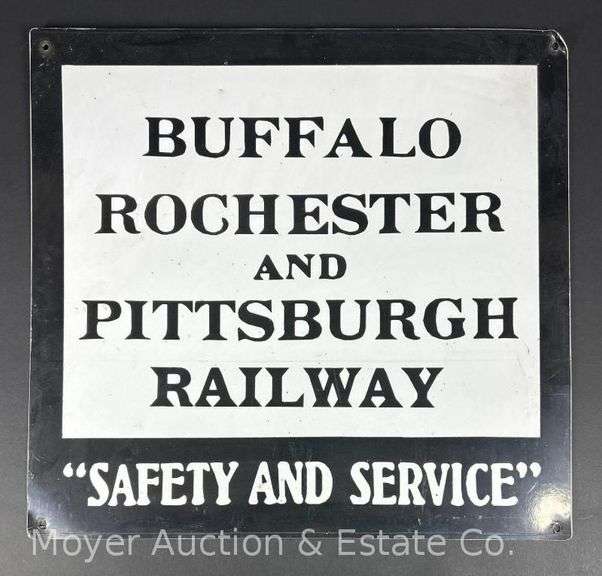 BUFFALO
ROCHESTER
AND
PITTSBURGH
RAILWAY
“SAFETY AND SERVICE”
Moyer Auction & Estate Co.